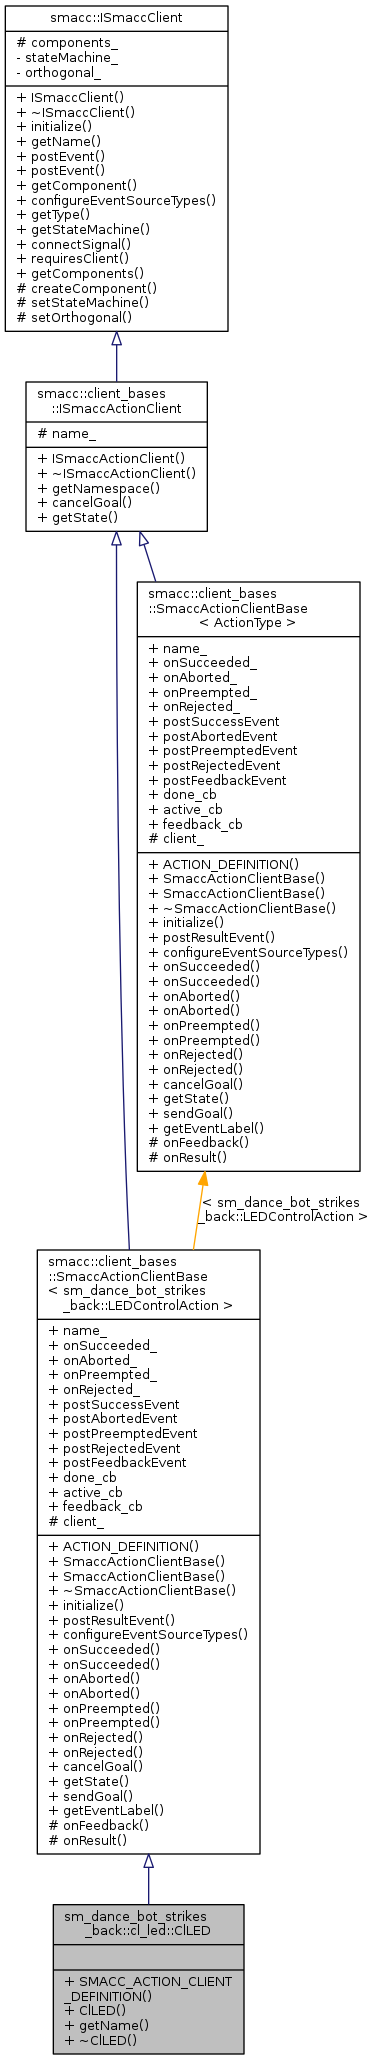 smacc::ISmaccClient
# components_
- stateMachine_
- orthogonal_
+ ISmaccClient()
+ ~ISmaccClient()
+ initialize()
+ getName()
+ postEvent()
+ postEvent()
+ getComponent()
+ configureEventSourceTypes()
+ getType()
+ getStateMachine()
+ connectSignal()
+ requiresClient()
+ getComponents()
# createComponent()
# setStateMachine()
# setOrthogonal()
smacc::client_bases
::ISmaccActionClient
# name_
+ ISmaccActionClient()
+ ~ISmaccActionClient()
+ getNamespace()
+ cancelGoal()
+ getState()
smacc::client_bases
::SmaccActionClientBase
< ActionType >
+ name_
+ onSucceeded_
+ onAborted_
+ onPreempted_
+ onRejected_
+ postSuccessEvent
+ postAbortedEvent
+ postPreemptedEvent
+ postRejectedEvent
+ postFeedbackEvent
+ done_cb
+ active_cb
+ feedback_cb
# client_
+ ACTION_DEFINITION()
+ SmaccActionClientBase()
+ SmaccActionClientBase()
+ ~SmaccActionClientBase()
+ initialize()
+ postResultEvent()
+ configureEventSourceTypes()
+ onSucceeded()
+ onSucceeded()
+ onAborted()
+ onAborted()
+ onPreempted()
+ onPreempted()
+ onRejected()
+ onRejected()
+ cancelGoal()
+ getState()
+ sendGoal()
+ getEventLabel()
# onFeedback()
# onResult()
< sm_dance_bot_strikes
_back::LEDControlAction >
smacc::client_bases
::SmaccActionClientBase
< sm_dance_bot_strikes
_back::LEDControlAction >
+ name_
+ onSucceeded_
+ onAborted_
+ onPreempted_
+ onRejected_
+ postSuccessEvent
+ postAbortedEvent
+ postPreemptedEvent
+ postRejectedEvent
+ postFeedbackEvent
+ done_cb
+ active_cb
+ feedback_cb
# client_
+ ACTION_DEFINITION()
+ SmaccActionClientBase()
+ SmaccActionClientBase()
+ ~SmaccActionClientBase()
+ initialize()
+ postResultEvent()
+ configureEventSourceTypes()
+ onSucceeded()
+ onSucceeded()
+ onAborted()
+ onAborted()
+ onPreempted()
+ onPreempted()
+ onRejected()
+ onRejected()
+ cancelGoal()
+ getState()
+ sendGoal()
+ getEventLabel()
# onFeedback()
# onResult()
sm_dance_bot_strikes
_back::cl_led::ClLED
+ SMACC_ACTION_CLIENT
_DEFINITION()
+ ClLED()
+ getName()
+ ~ClLED()